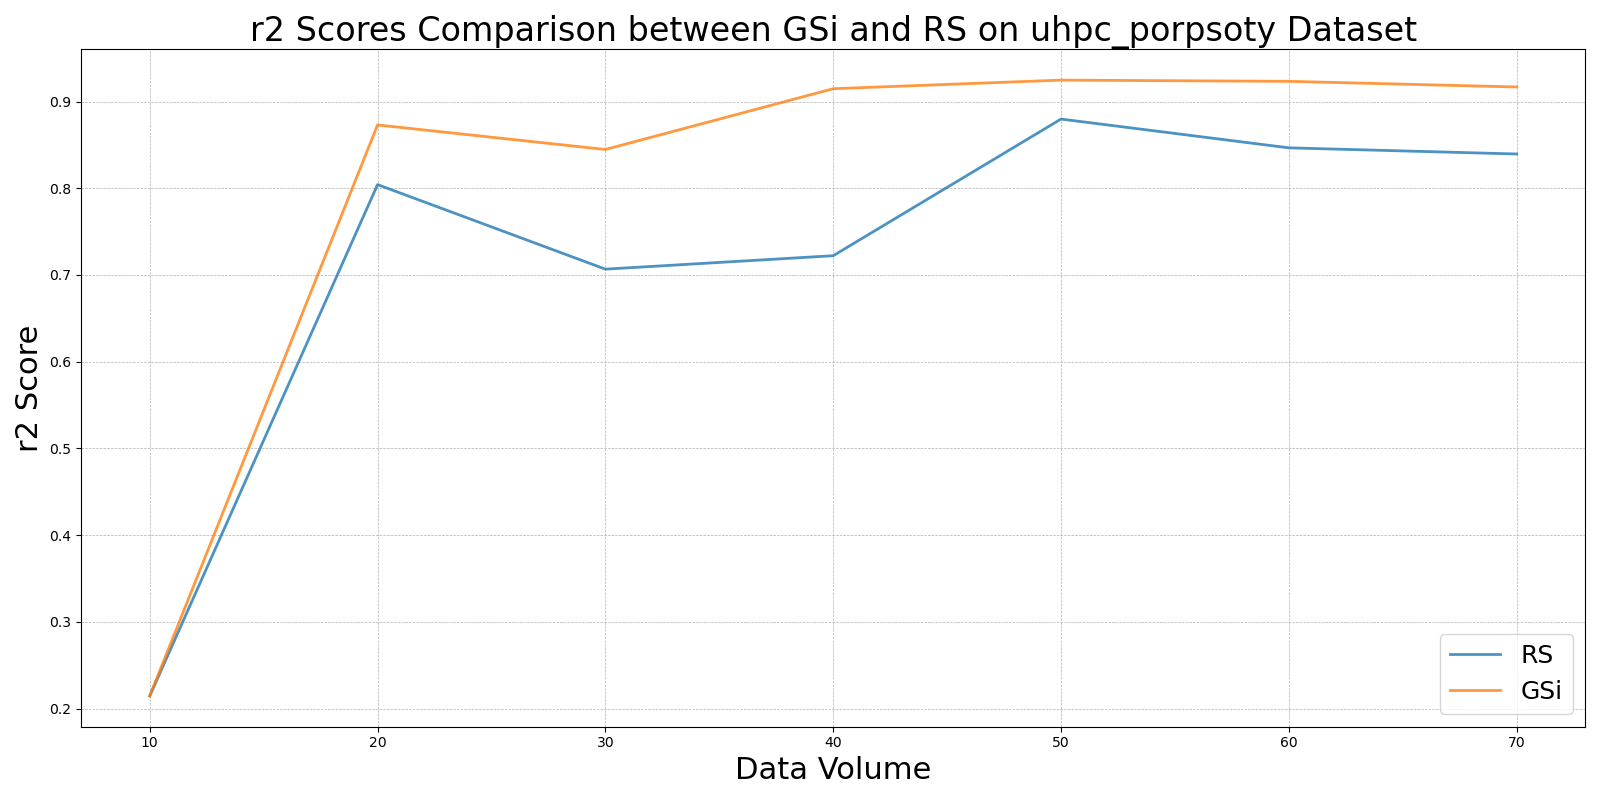 r2 Scores Comparison between GSi and RS on uhpc_porpsoty Dataset
r2 Score
0.9
0.8
0.7
0.6
0.5
0.4
0.3
0.2
RS
GSi
10 20 30 40 50 60 70
Data Volume